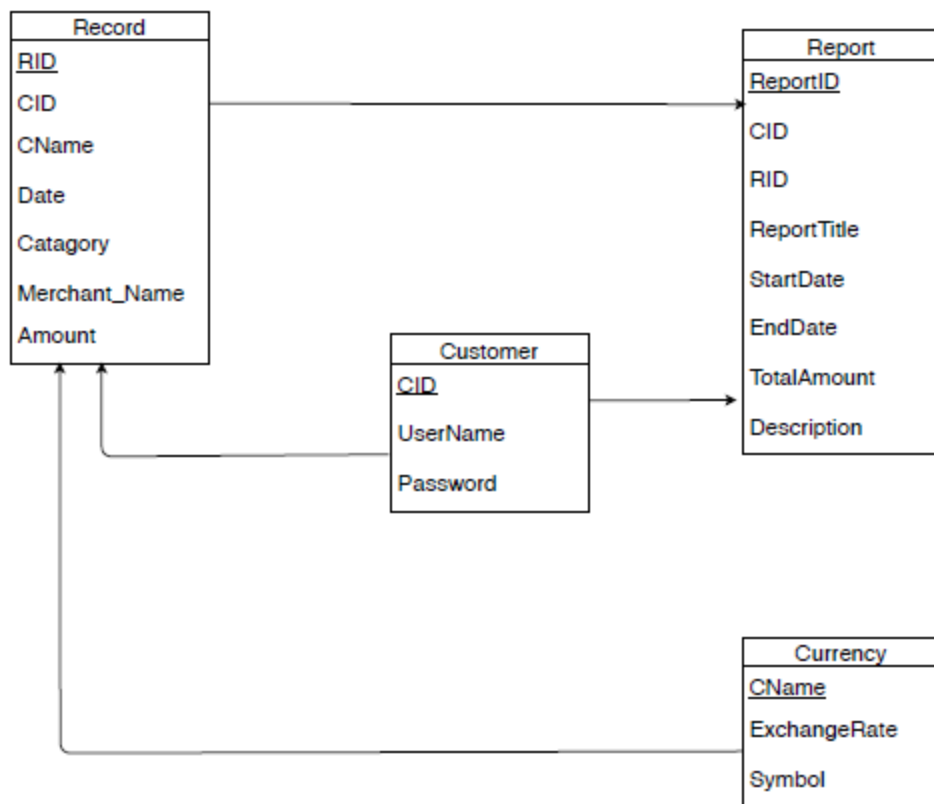 Record
RID
CID
CName
Date
Catagory
Merchant_Name
Amount
Report
ReportID
CID
RID
ReportTitle
StartDate
EndDate
TotalAmount
Description
Customer
CID
UserName
Password
Currency
CName
ExchangeRate
Symbol